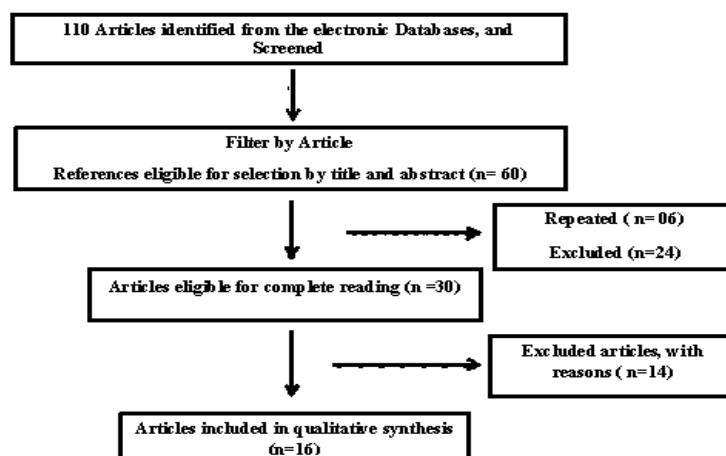 110 Articles identified from the electronic Databases, and
Screened
Filter by Article
References eligible for selection by title and abstract (n= 60)
Repeated ( n= 06)
Excluded (n=24)
Articles eligible for complete reading (n =30)
Excluded articles, with
reasons ( n=14)
Articles included in qualitative synthesis
(n=16)